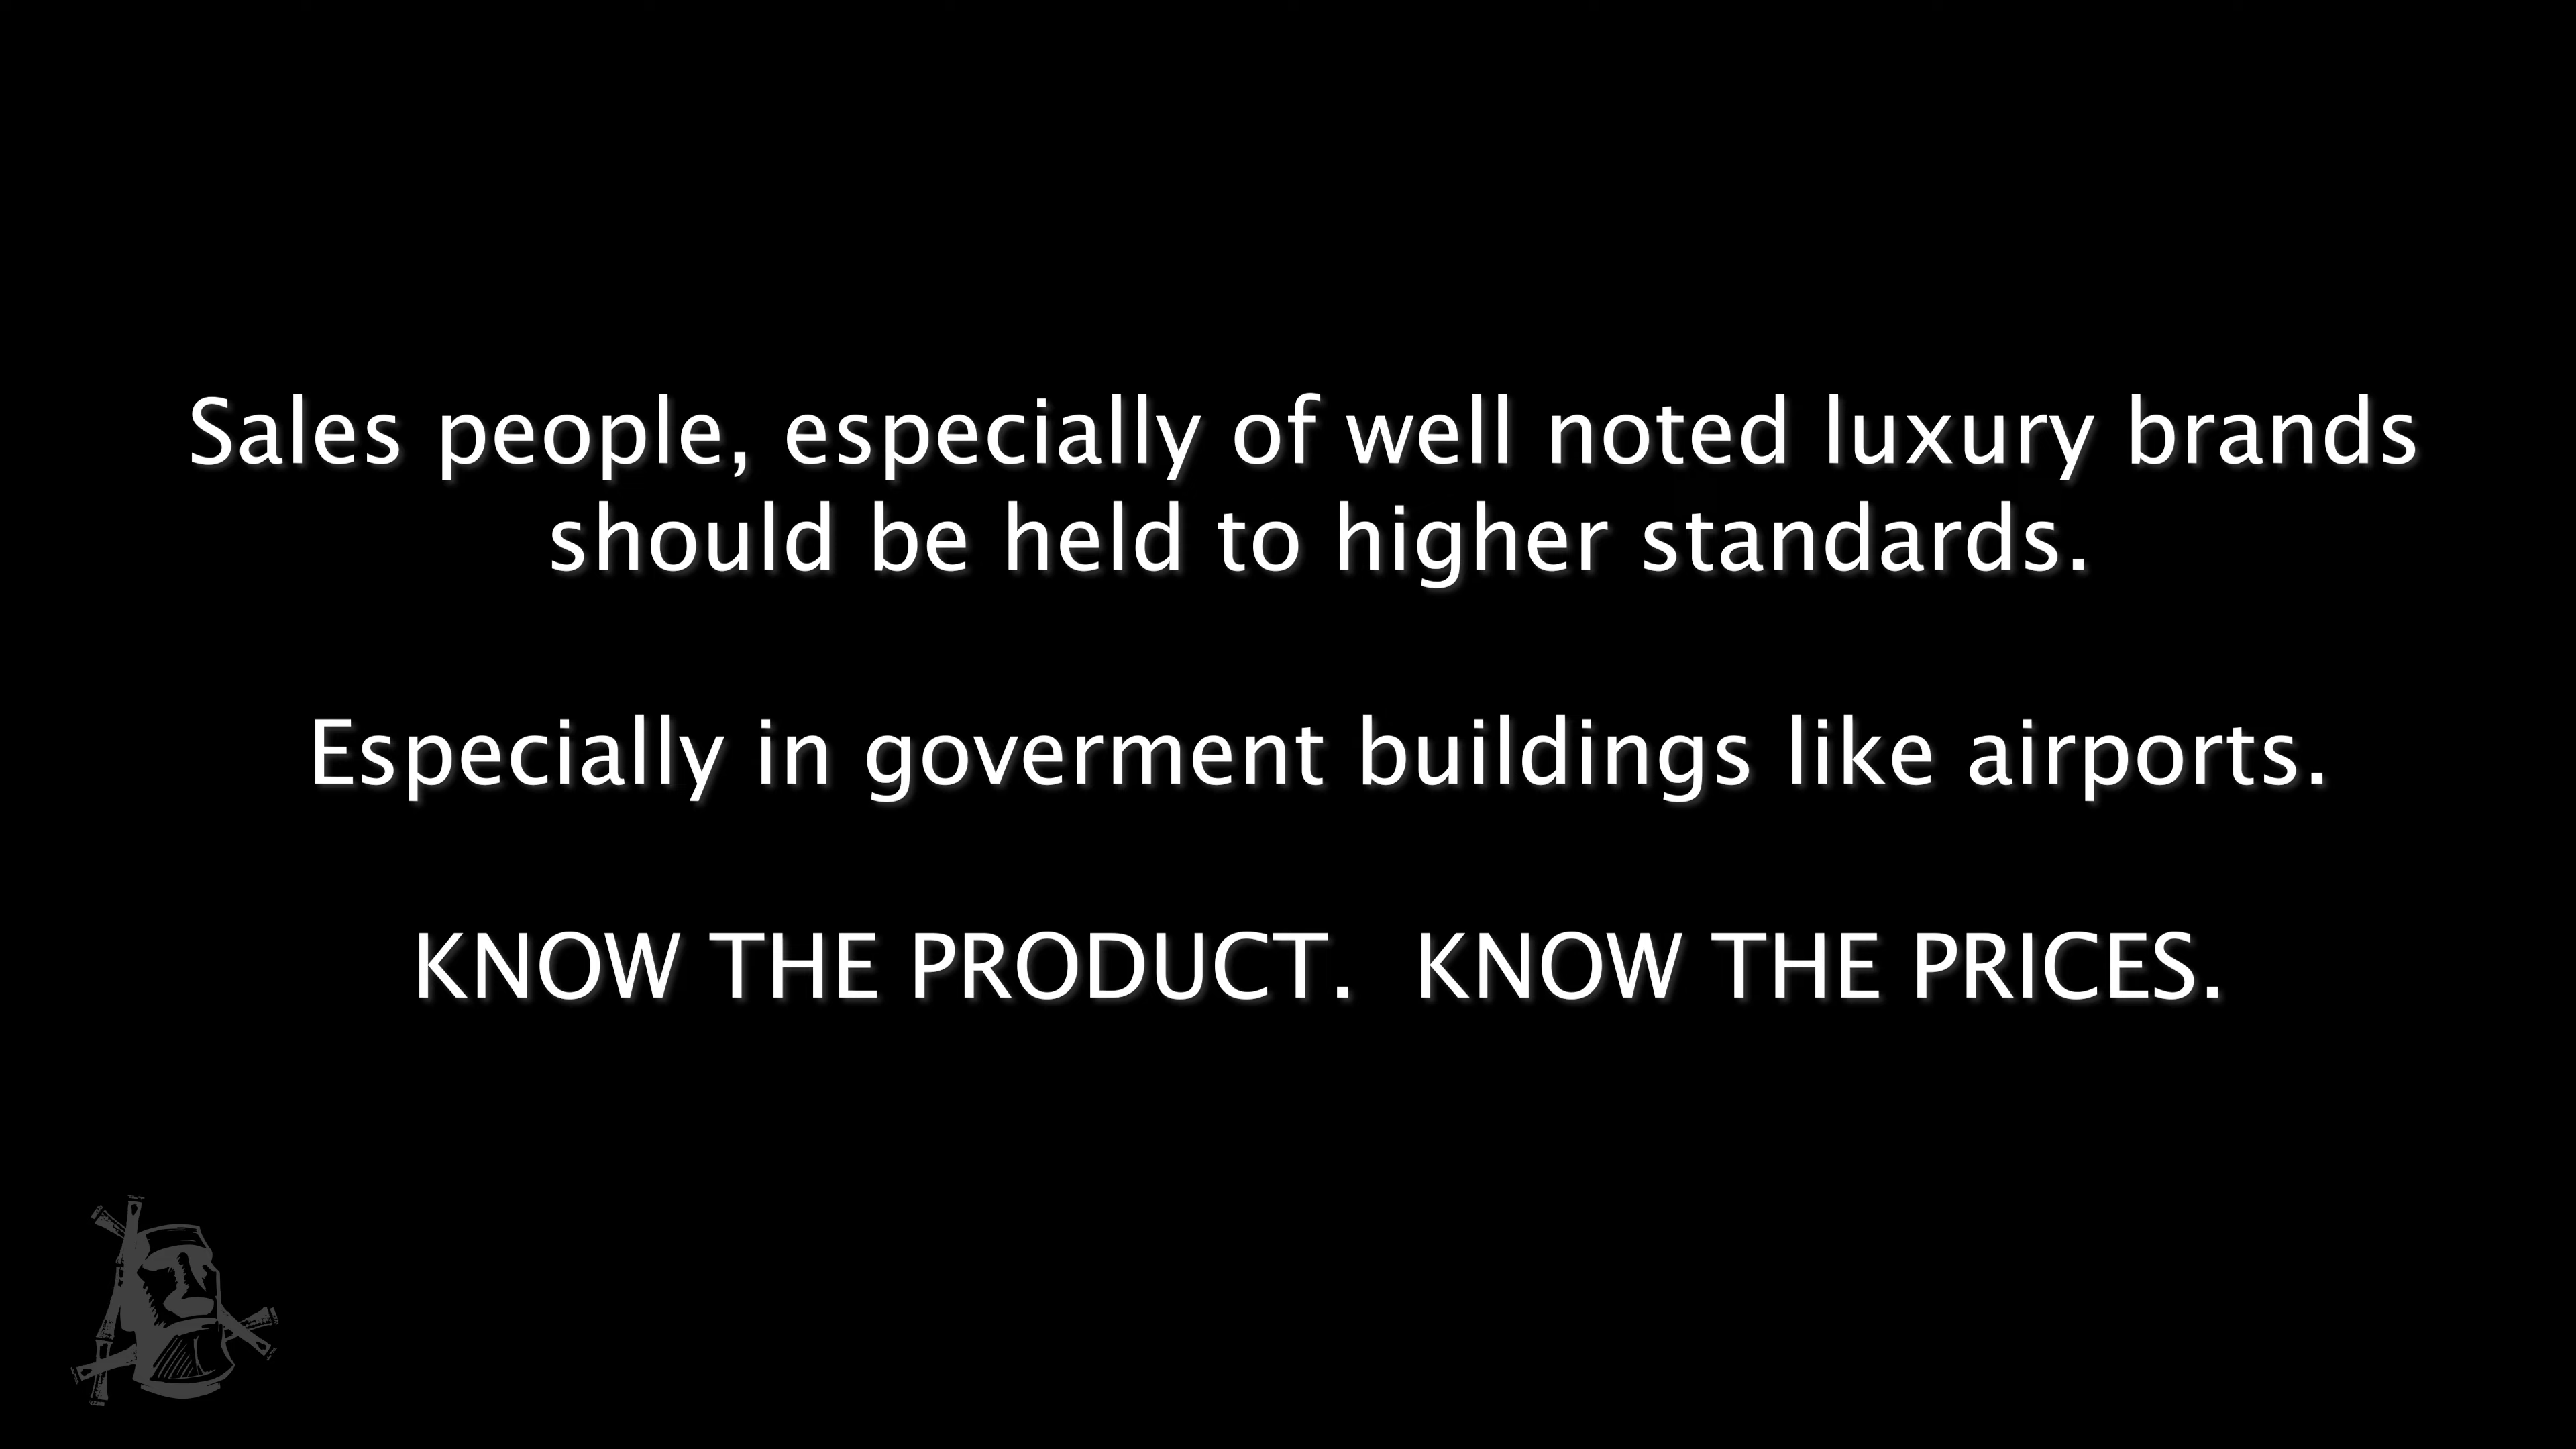 Sales people, especially of well noted luxury brands
should be held to higher standards.
Especially in goverment buildings like airports.
KNOW THE PRODUCT.  KNOW THE PRICES.